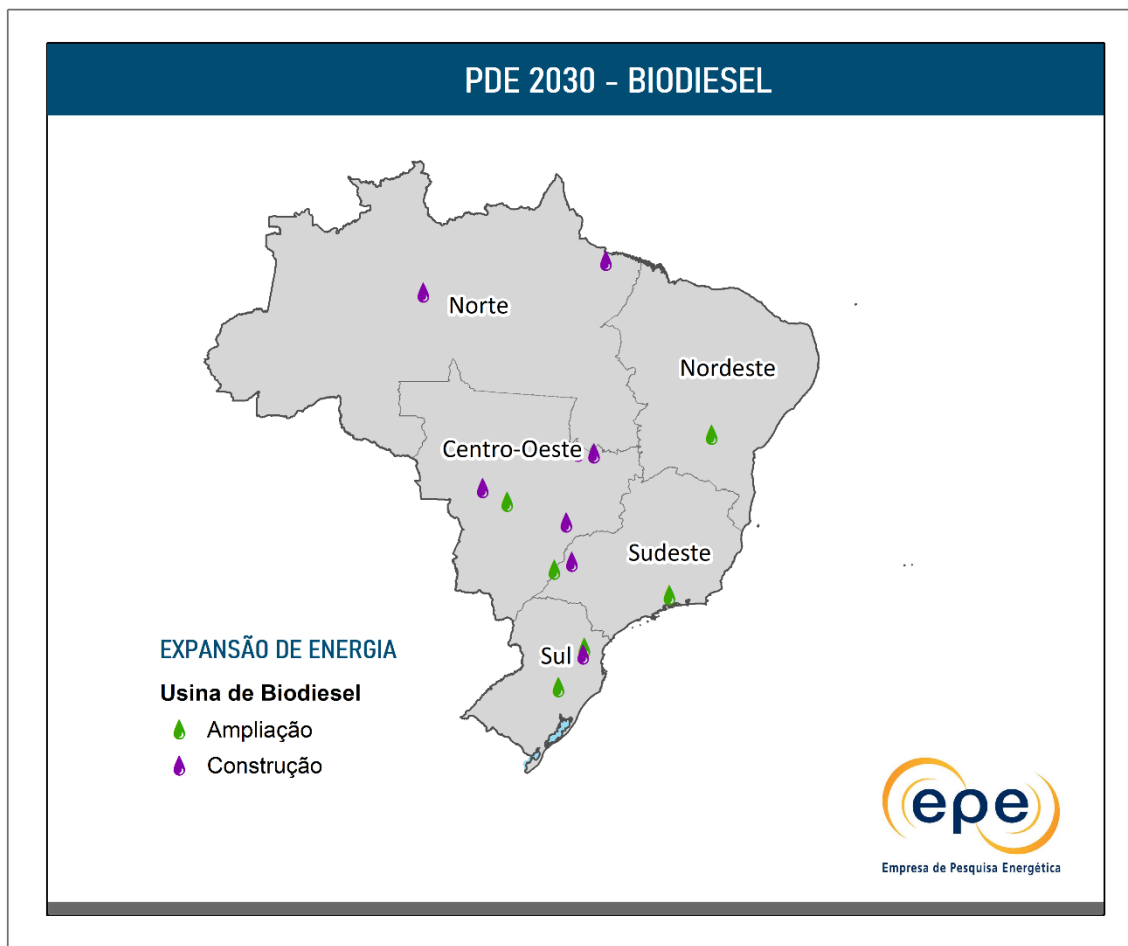 PDE 2030 - BIODIESEL
Norte
Nordeste
Centro-Oeste
Sudeste
Sul
EXPANSÃO DE ENERGIA
Usina de Biodiesel
Ampliação
Construção
epe
Empresa de Pesquisa Energética